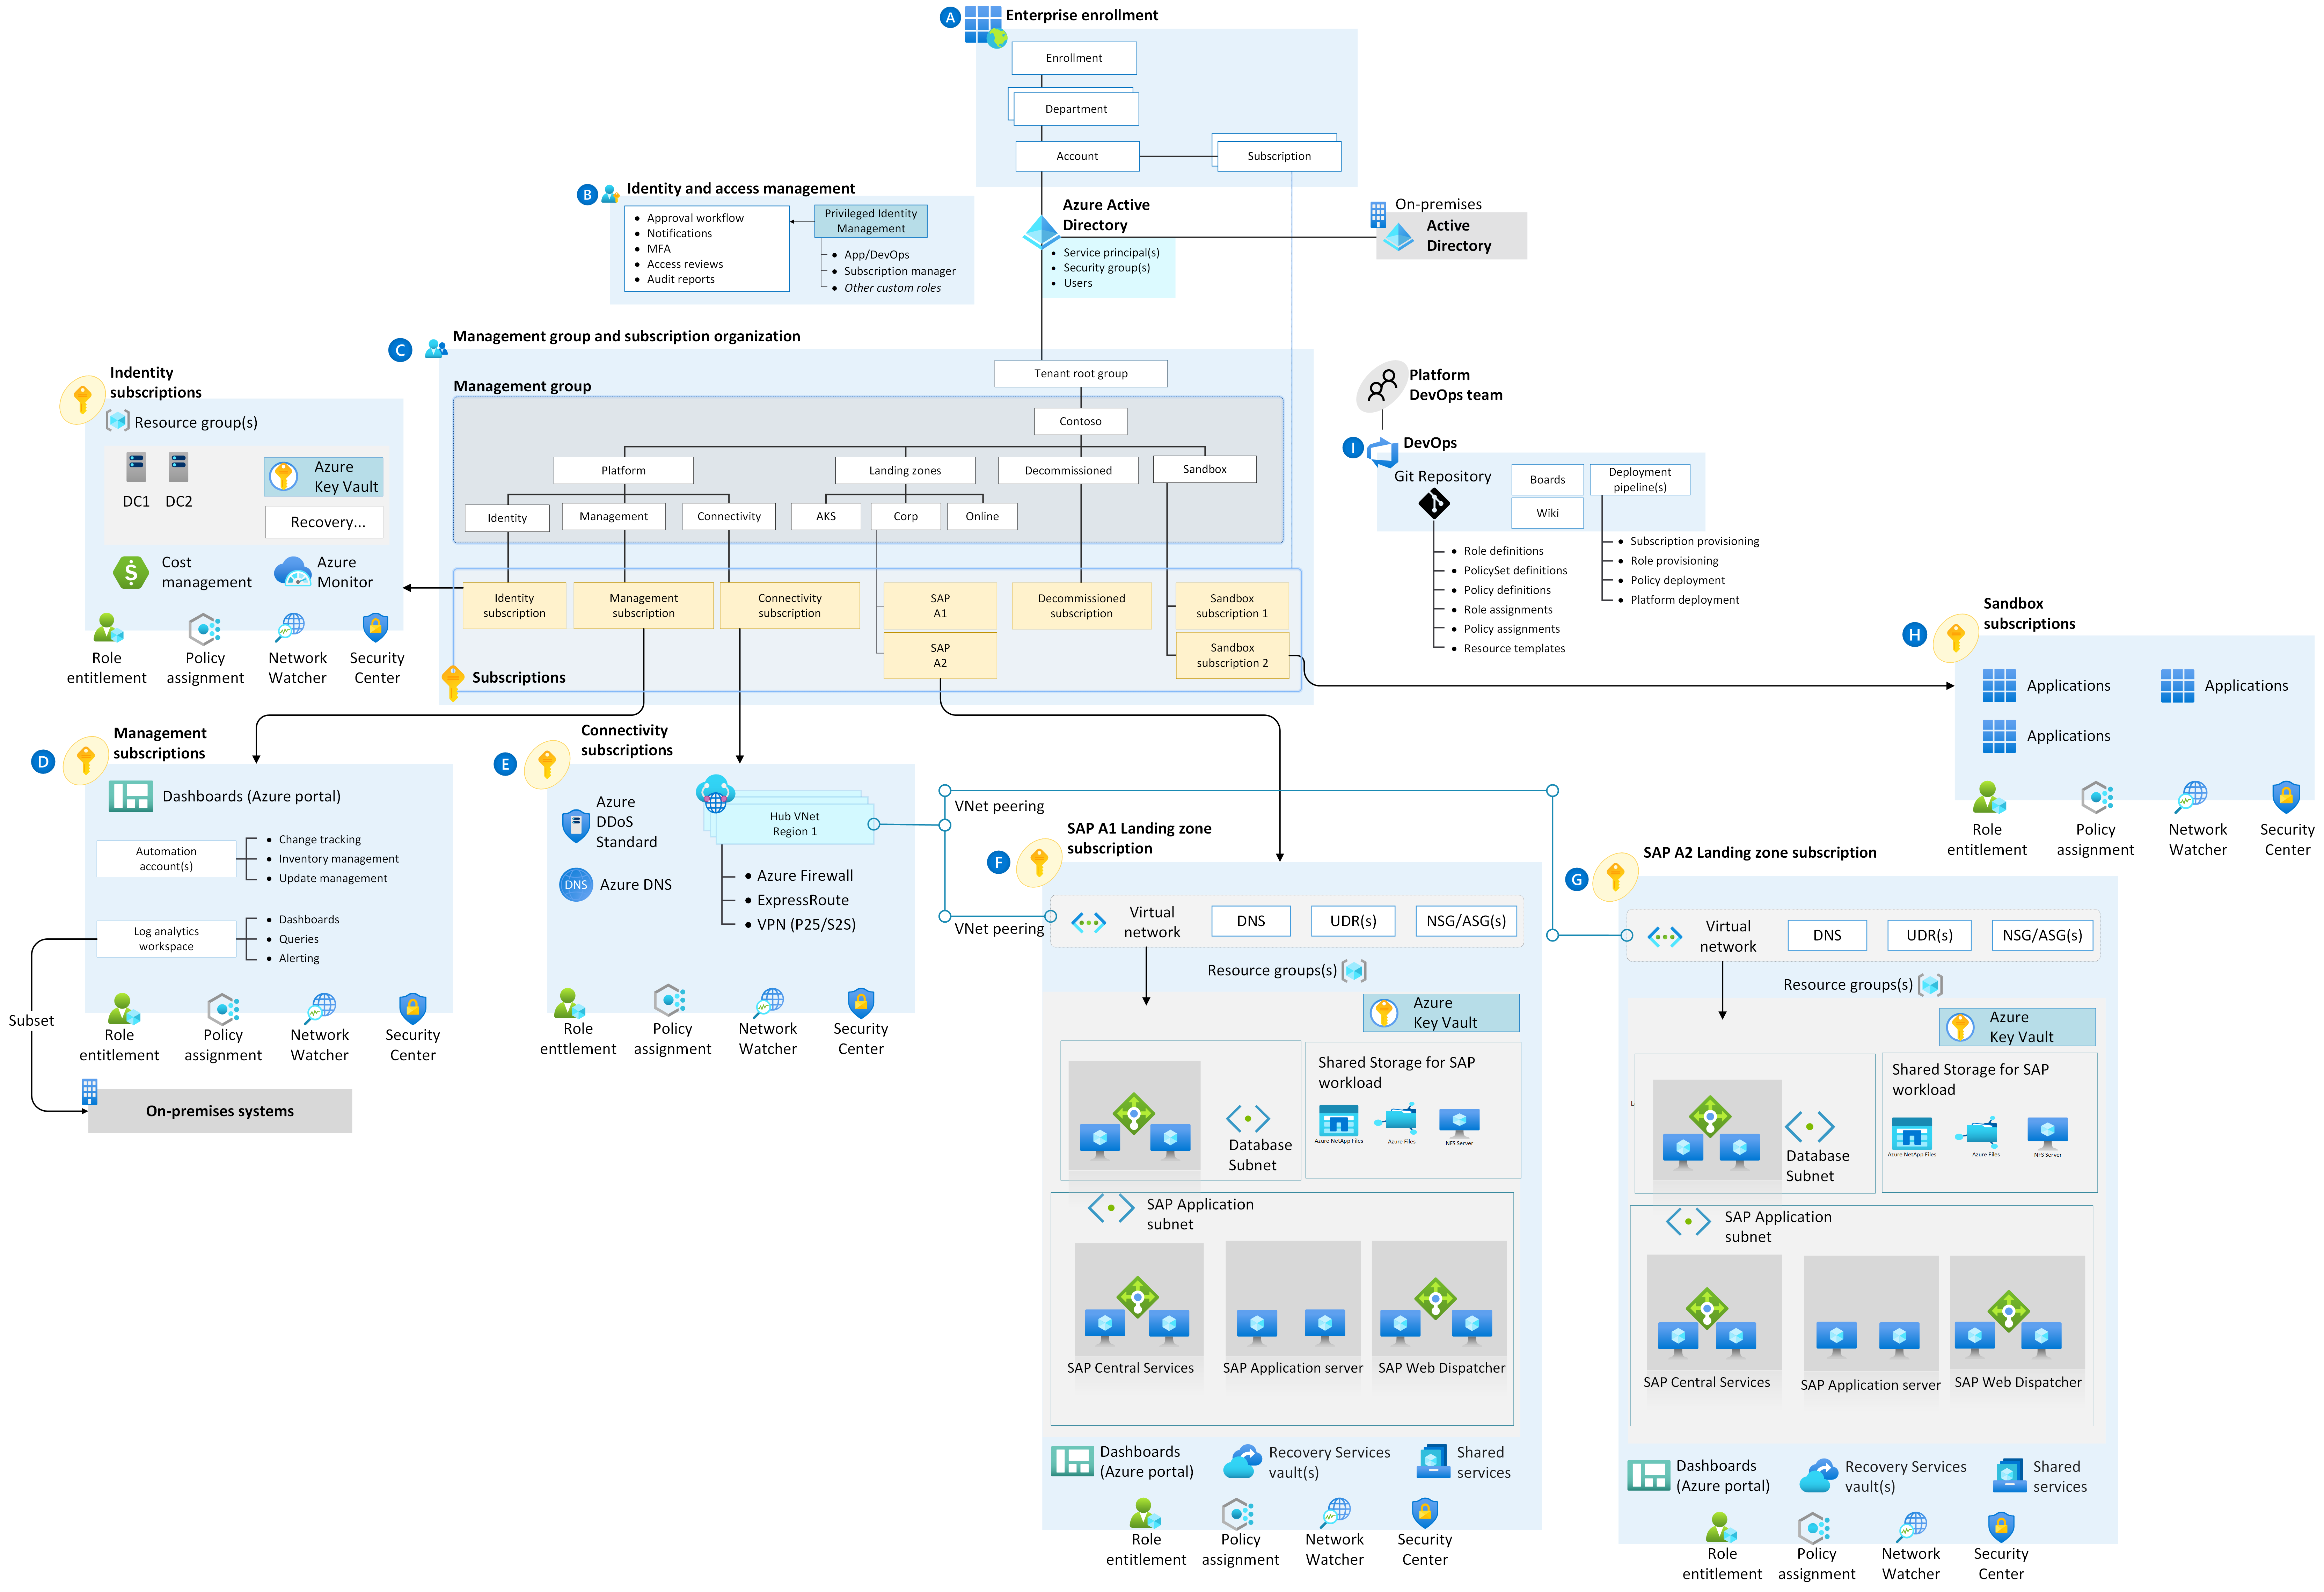 A
Enterprise enrollment
Enrollment
Department
Account
Subscription
B
Identity and access management
● Approval workflow
● Notifications
● MFA
● Access reviews
● Audit reports
Privileged Identity
Management
● App/DevOps
● Subscription manager
● Other custom roles
Azure Active
Directory
• Service principal(s)
• Security group(s)
• Users
On-premises
Active
Directory
C
Management group and subscription organization
Management group
Tenant root group
Contoso
Platform
Landing zones
Decommissioned
Sandbox
Identity
Management
Connectivity
AKS
Corp
Online
Identity
subscription
Management
subscription
Connectivity
subscription
SAP
A1
SAP
A2
Decommissioned
subscription
Sandbox
subscription 1
Sandbox
subscription 2
Subscriptions
Indentity
subscriptions
Resource group(s)
DC1
DC2
Azure
Key Vault
Recovery...
Cost
management
Azure
Monitor
Role
entitlement
Policy
assignment
Network
Watcher
Security
Center
Platform
DevOps team
I
DevOps
Git Repository
Boards
Wiki
Deployment
pipeline(s)
● Role definitions
● PolicySet definitions
● Policy definitions
● Role assignments
● Policy assignments
● Resource templates
● Subscription provisioning
● Role provisioning
● Policy deployment
● Platform deployment
H
Sandbox
subscriptions
Applications
Applications
Applications
Role
entitlement
Policy
assignment
Network
Watcher
Security
Center
D
Management
subscriptions
Dashboards (Azure portal)
Automation
account(s)
● Change tracking
● Inventory management
● Update management
Log analytics
workspace
● Dashboards
● Queries
● Alerting
Role
entitlement
Policy
assignment
Network
Watcher
Security
Center
Subset
On-premises systems
E
Connectivity
subscriptions
Azure
DDoS
Standard
DNS
Azure DNS
Hub VNet
Region 1
● Azure Firewall
● ExpressRoute
● VPN (P25/S2S)
Role
entitlement
Policy
assignment
Network
Watcher
Security
Center
VNet peering
VNet peering
F
SAP A1 Landing zone
subscription
Virtual
network
DNS
UDR(s)
NSG/ASG(s)
Resource groups(s)
Azure
Key Vault
Database
Subnet
Shared Storage for SAP
workload
Azure NetApp Files
Azure Files
NFS Server
SAP Application
subnet
SAP Central Services
SAP Application server
SAP Web Dispatcher
Dashboards
(Azure portal)
Recovery Services
vault(s)
Shared
services
Role
entitlement
Policy
assignment
Network
Watcher
Security
Center
G
SAP A2 Landing zone subscription
Virtual
network
DNS
UDR(s)
NSG/ASG(s)
Resource groups(s)
Azure
Key Vault
Database
Subnet
Shared Storage for SAP
workload
Azure NetApp Files
Azure Files
NFS Server
SAP Application
subnet
SAP Central Services
SAP Application server
SAP Web Dispatcher
Dashboards
(Azure portal)
Recovery Services
vault(s)
Shared
services
Role
entitlement
Policy
assignment
Network
Watcher
Security
Center